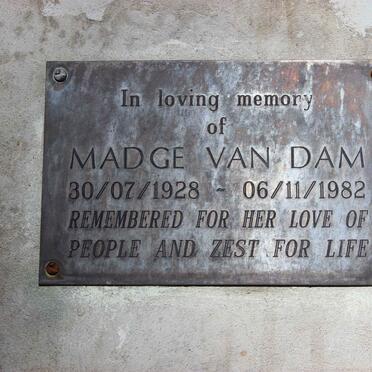 In loving memory
of
MADGE VAN DAM
30/07/1928 - 06/11/1982
REMEMBERED FOR HER LOVE OF
PEOPLE AND ZEST FOR LIFE